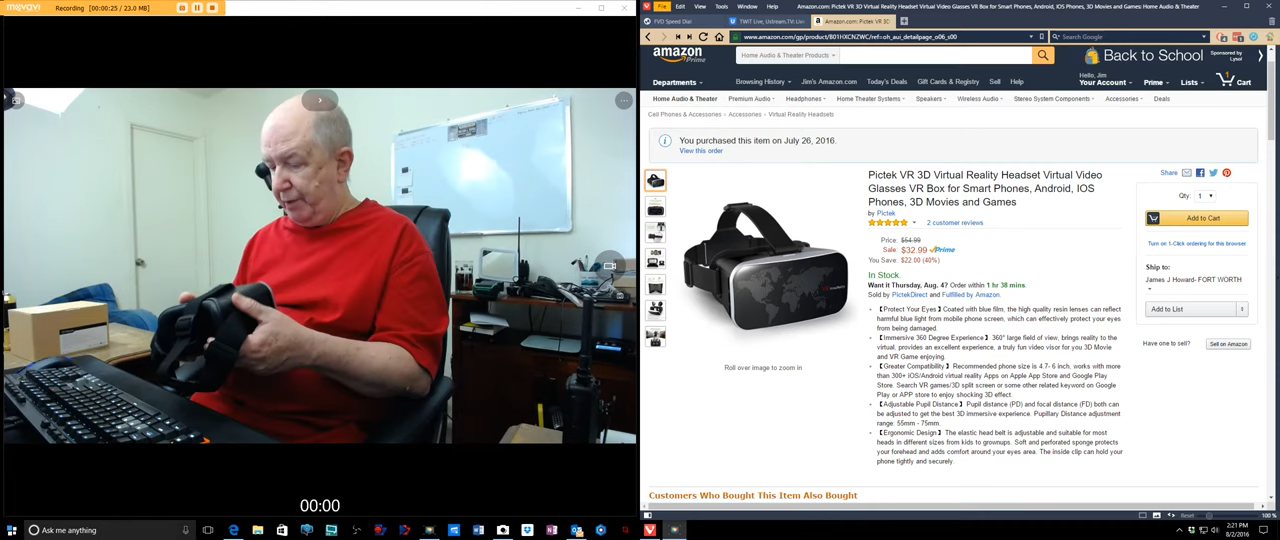 movavi
Recording (00:00:25 / 23.0 MB)
00:00
File Edit View Tools Window Help
Amazon.com: Pictek VR 3D Virtual Reality Headset Virtual Video Glasses VR Box for Smart Phones, Android, IOS Phones, 3D Movies and Games: Home Audio & Theater
FVD Speed Dial
TWiT Live, Ustream.TV: Liv
Amazon.com: Pictek VR 3D
www.amazon.com/gp/product/B01HXCNZWC/ref=oh_aui_detailpage_o06_s00
Search Google
amazon
Prime
Home Audio & Theater Products
Back to School
Sponsored by
Lysol
Departments
Browsing History
Jim's Amazon.com
Today's Deals
Gift Cards & Registry
Sell
Help
Hello, Jim
Your Account
Prime
Lists
1
Cart
Home Audio & Theater
Premium Audio
Headphones
Home Theater Systems
Speakers
Wireless Audio
Stereo System Components
Accessories
Deals
Cell Phones & Accessories › Accessories › Virtual Reality Headsets
You purchased this item on July 26, 2016.
View this order
Roll over image to zoom in
Pictek VR 3D Virtual Reality Headset Virtual Video
Glasses VR Box for Smart Phones, Android, IOS
Phones, 3D Movies and Games
by Pictek
2 customer reviews
Price: $54.99
Sale: $32.99 Prime
You Save: $22.00 (40%)
In Stock.
Want it Thursday, Aug. 4? Order within 1 hr 38 mins.
Sold by PictekDirect and Fulfilled by Amazon.
【Protect Your Eyes】Coated with blue film, the high quality resin lenses can reflect
harmful blue light from mobile phone screen, which can effectively protect your eyes
from being damaged.
【Immersive 360 Degree Experience】 360° large field of view, brings reality to the
virtual, provides an excellent experience, a truly fun video visor for you 3D Movie
and VR Game enjoying.
【Greater Compatibility】 Recommended phone size is 4.7- 6 inch, works with more
than 300+ iOS/Android virtual reality Apps on Apple App Store and Google Play
Store. Search VR games/3D split screen or some other related keyword on Google
Play or APP store to enjoy shocking 3D effect.
【Adjustable Pupil Distance】 Pupil distance (PD) and focal distance (FD) both can
be adjusted to get the best 3D immersive experience. Pupillary Distance adjustment
range: 55mm - 75mm.
【Ergonomic Design】 The elastic head belt is adjustable and suitable for most
heads in different sizes from kids to grownups. Soft and perforated sponge protects
your forehead and adds comfort around your eyes area. The inside clip can hold your
phone tightly and securely.
Share
Qty: 1
Add to Cart
Turn on 1-Click ordering for this browser
Ship to:
James J Howard- FORT WORTH
Add to List
Have one to sell?
Sell on Amazon
Customers Who Bought This Item Also Bought
Reset
100 %
Ask me anything
2:21 PM
8/2/2016